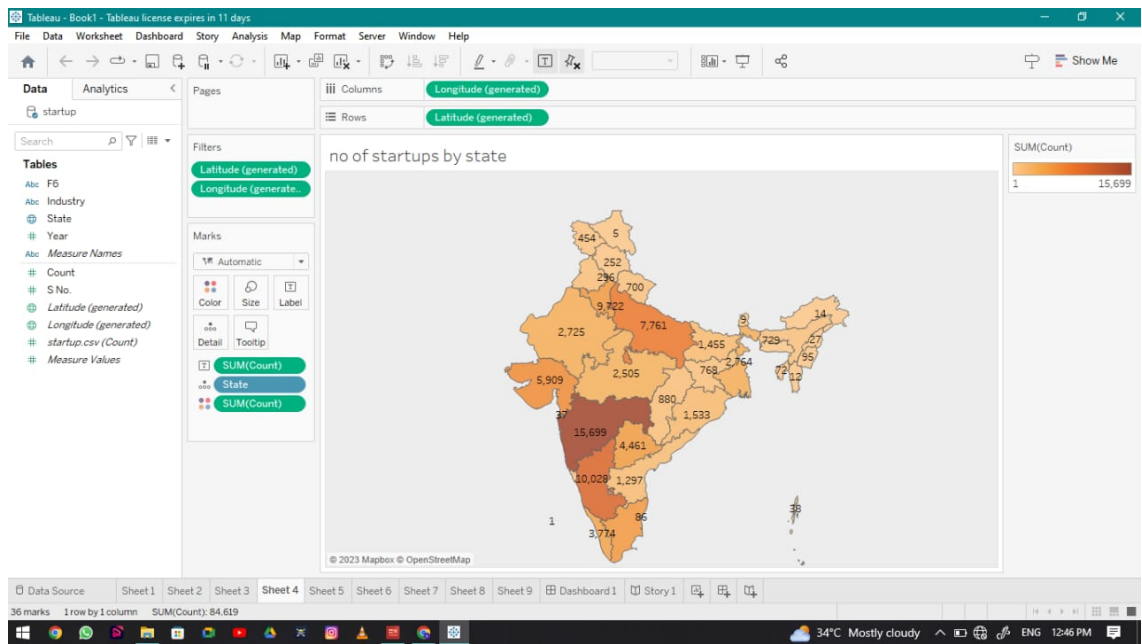 Tableau - Book1 - Tableau license expires in 11 days
File Data Worksheet Dashboard Story Analysis Map Format Server Window Help
Show Me
Data Analytics
Pages
Columns Longitude (generated)
Rows Latitude (generated)
startup
Search
Tables
Abc F6
Abc Industry
State
# Year
Abc Measure Names
# Count
# S No.
Latitude (generated)
Longitude (generated)
# startup.csv (Count)
# Measure Values
Filters
Latitude (generated)
Longitude (generate..
Marks
Automatic
Color Size Label
Detail Tooltip
SUM(Count)
State
SUM(Count)
no of startups by state
454 5
252
296
700
9,722
7,761
2,725
9
14
1,455
729
27
95
2,764
768
72
12
2,505
5,909
880
1,533
37
15,699
4,461
10,028 1,297
38
1
86
3,774
© 2023 Mapbox © OpenStreetMap
SUM(Count)
1 15,699
Data Source Sheet 1 Sheet 2 Sheet 3 Sheet 4 Sheet 5 Sheet 6 Sheet 7 Sheet 8 Sheet 9 Dashboard 1 Story 1
36 marks 1 row by 1 column SUM(Count): 84,619
34°C Mostly cloudy ENG 12:46 PM